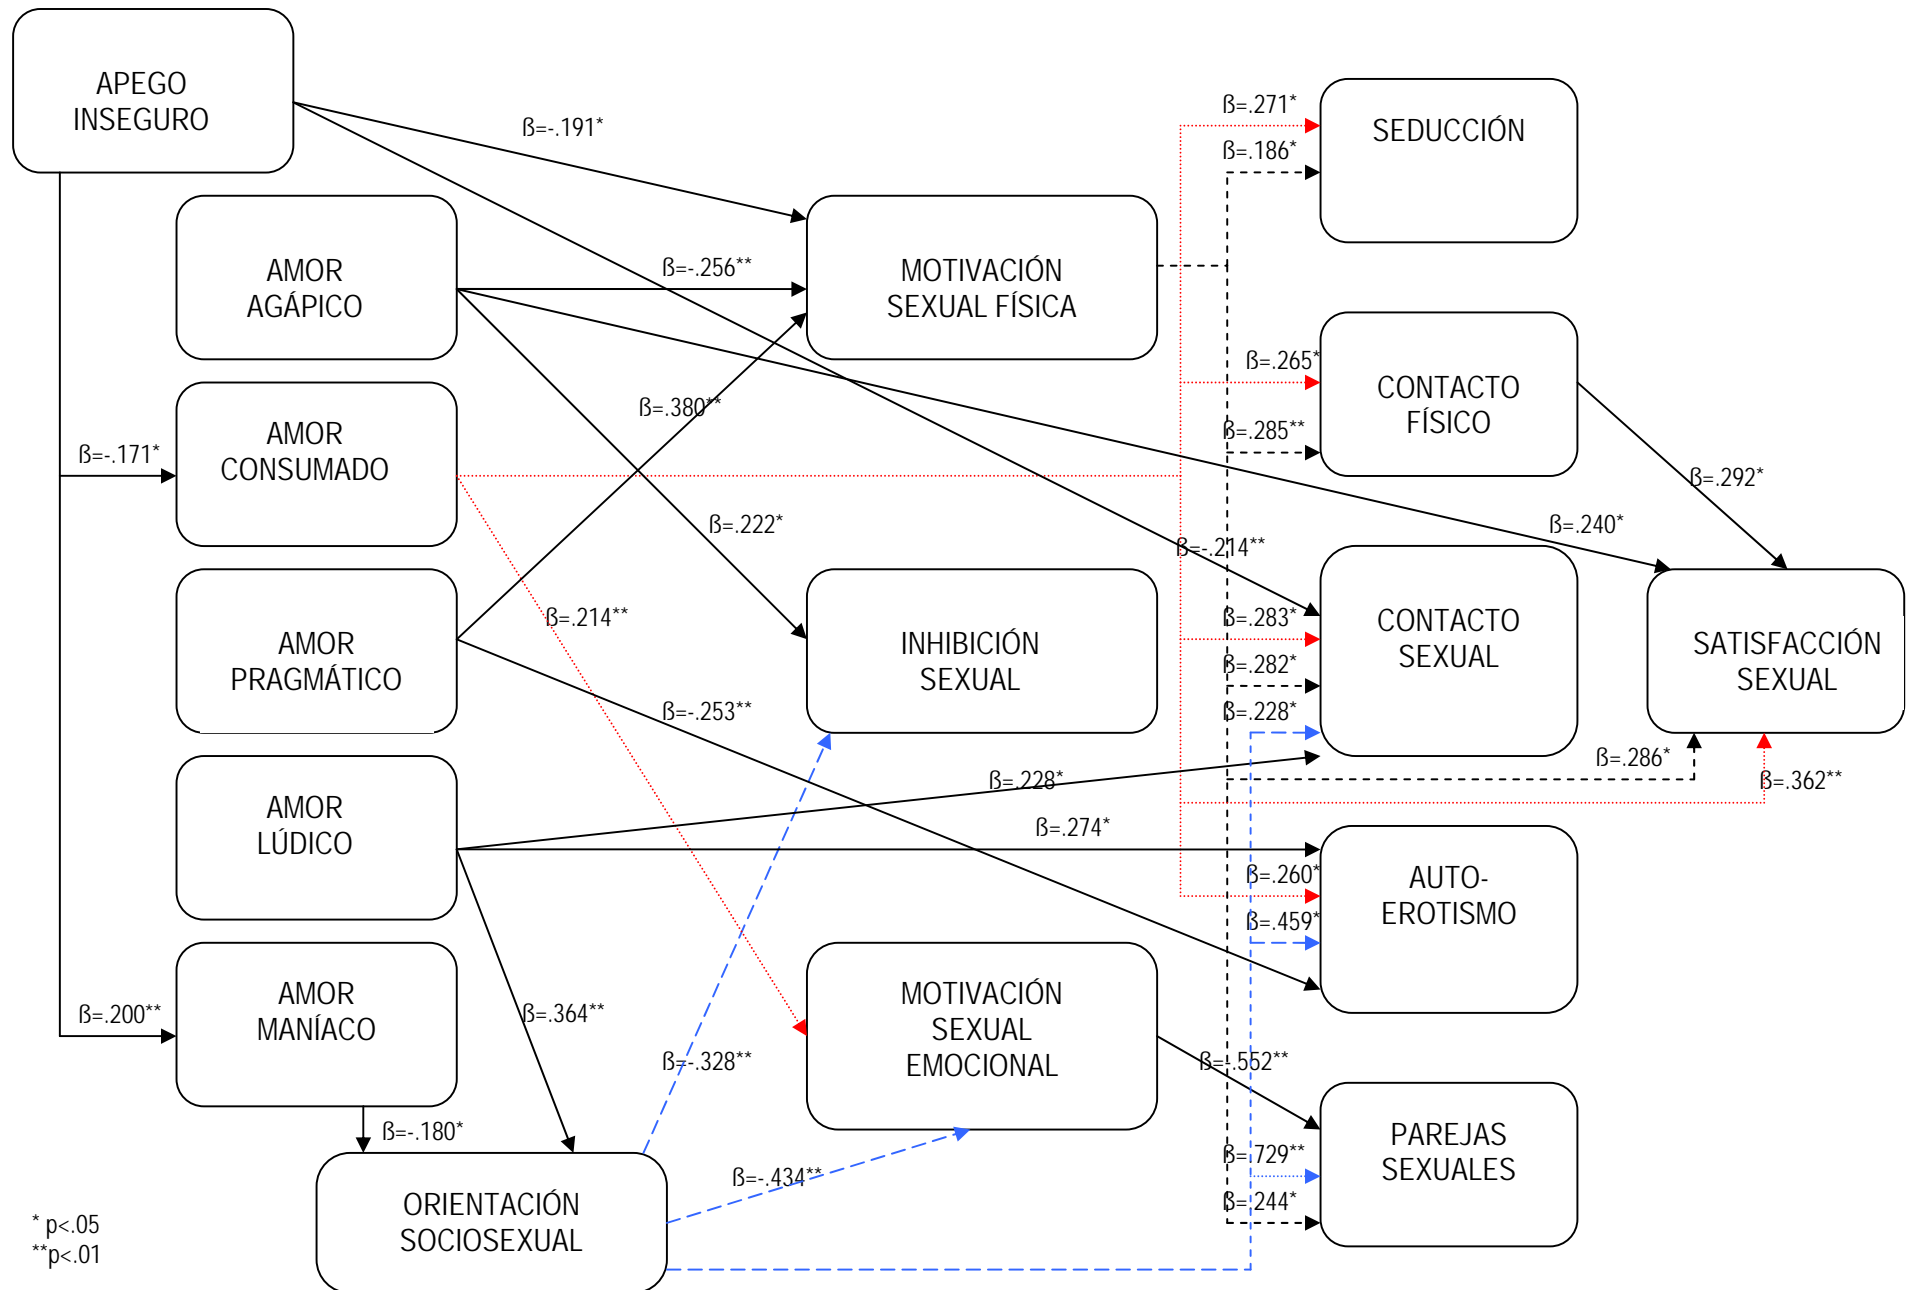 APEGO
INSEGURO
ß=-.191*
ß=.271*
SEDUCCIÓN
ß=.186*
AMOR
AGÁPICO
ß=-.256**
MOTIVACIÓN
SEXUAL FÍSICA
ß=.265*
CONTACTO
FÍSICO
ß=.380**
ß=.285**
AMOR
CONSUMADO
ß=-.171*
ß=.292*
ß=.222*
ß=.240*
ß=-.214**
AMOR
PRAGMÁTICO
ß=.214**
INHIBICIÓN
SEXUAL
ß=.283*
CONTACTO
SEXUAL
ß=.282*
SATISFACCIÓN
SEXUAL
ß=-.253**
ß=.228*
ß=.286*
ß=.228*
ß=.362**
AMOR
LÚDICO
ß=.274*
ß=.260*
AUTO-
EROTISMO
ß=.459*
AMOR
MANÍACO
ß=.200**
ß=.364**
MOTIVACIÓN
SEXUAL
EMOCIONAL
ß=-.328**
ß=-.552**
ß=-.180*
PAREJAS
SEXUALES
ß=.729**
ß=-.434**
ß=.244*
ORIENTACIÓN
SOCIOSEXUAL
* p<.05
**p<.01